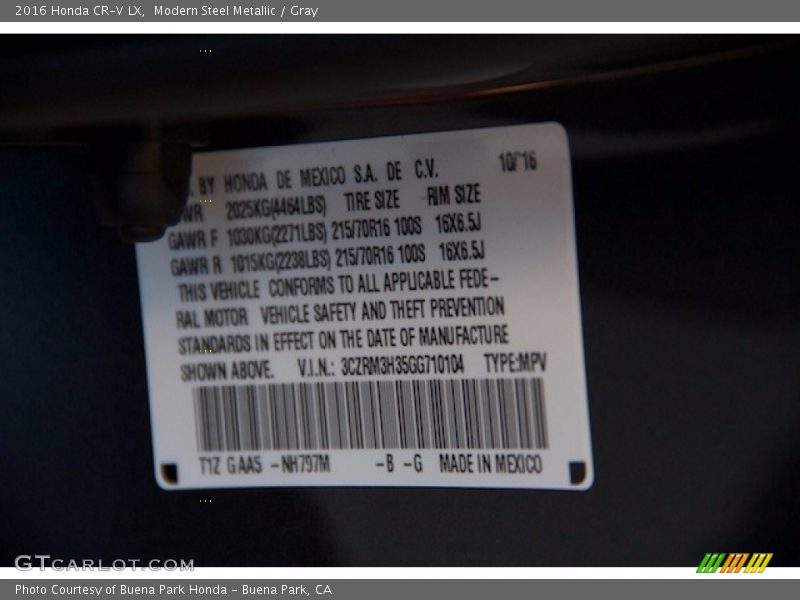 2016 Honda CR-V LX, Modern Steel Metallic / Gray
BY HONDA DE MEXICO S.A. DE C.V. 10/16
2025KG(4464LBS) TIRE SIZE RIM SIZE
GAWR F 1030KG(2271LBS) 215/70R16 100S 16X6.5J
GAWR R 1015KG(2238LBS) 215/70R16 100S 16X6.5J
THIS VEHICLE CONFORMS TO ALL APPLICABLE FEDE-
RAL MOTOR VEHICLE SAFETY AND THEFT PREVENTION
STANDARDS IN EFFECT ON THE DATE OF MANUFACTURE
SHOWN ABOVE. V.I.N.: 3CZRM3H35GG710104 TYPE:MPV
T1Z GAA5 -NH797M -B -G MADE IN MEXICO
GTCARLOT.COM
Photo Courtesy of Buena Park Honda - Buena Park, CA